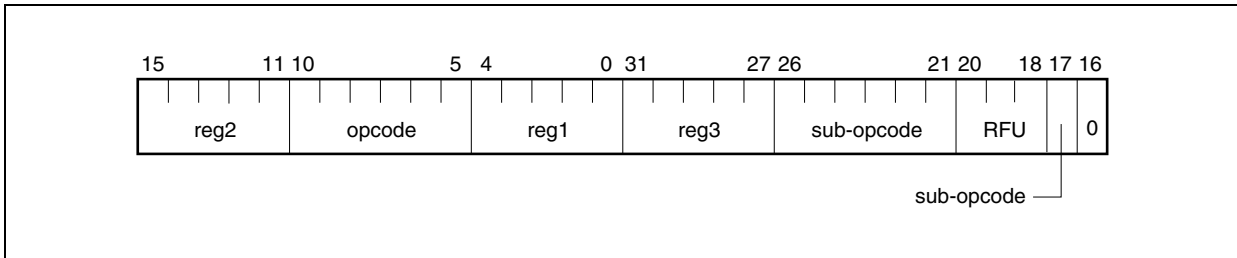 15 11 10 5 4 0 31 27 26 21 20 18 17 16
reg2 opcode reg1 reg3 sub-opcode RFU 0
sub-opcode